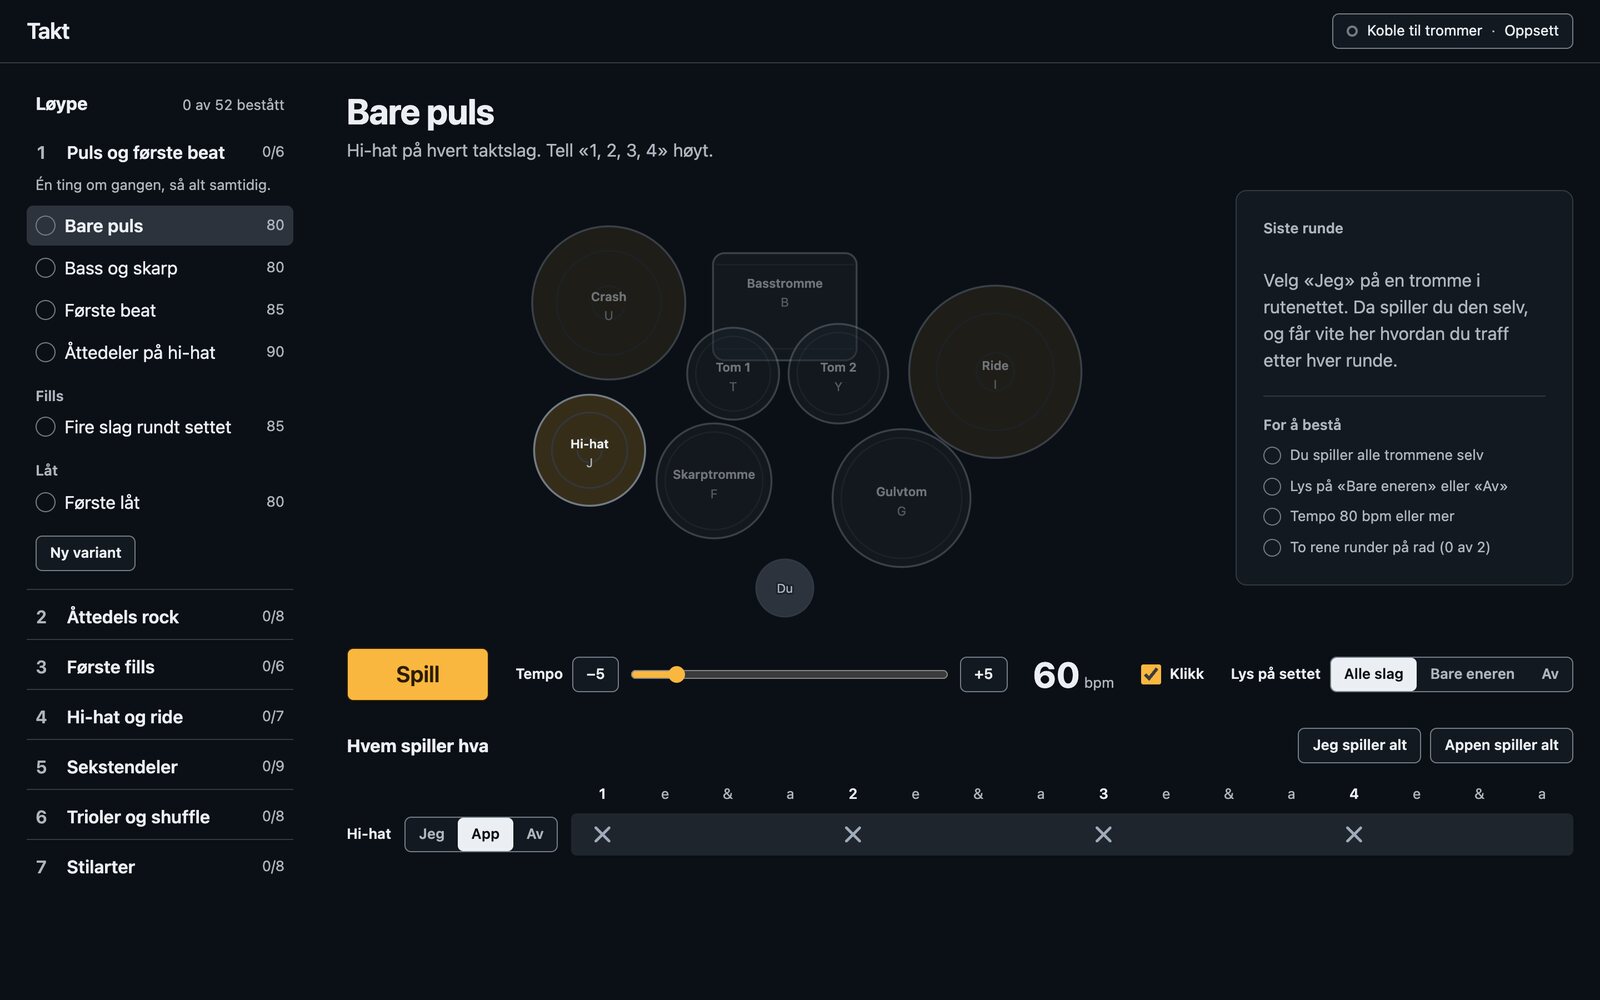 Takt
Koble til trommer · Oppsett
Løype 0 av 52 bestått
1 Puls og første beat 0/6
Én ting om gangen, så alt samtidig.
Bare puls 80
Bass og skarp 80
Første beat 85
Åttedeler på hi-hat 90
Fills
Fire slag rundt settet 85
Låt
Første låt 80
Ny variant
2 Åttedels rock 0/8
3 Første fills 0/6
4 Hi-hat og ride 0/7
5 Sekstendeler 0/9
6 Trioler og shuffle 0/8
7 Stilarter 0/8
Bare puls
Hi-hat på hvert taktslag. Tell «1, 2, 3, 4» høyt.
Crash
U
Basstromme
B
Tom 1
T
Tom 2
Y
Ride
I
Hi-hat
J
Skarptromme
F
Gulvtom
G
Du
Siste runde
Velg «Jeg» på en tromme i
rutenettet. Da spiller du den selv,
og får vite her hvordan du traff
etter hver runde.
For å bestå
Du spiller alle trommene selv
Lys på «Bare eneren» eller «Av»
Tempo 80 bpm eller mer
To rene runder på rad (0 av 2)
Spill Tempo −5 +5 60 bpm Klikk Lys på settet Alle slag Bare eneren Av
Hvem spiller hva Jeg spiller alt Appen spiller alt
1 e & a 2 e & a 3 e & a 4 e & a
Hi-hat Jeg App Av